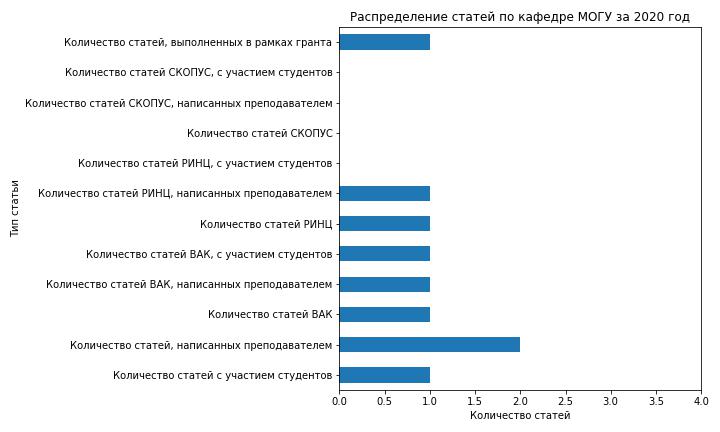 Распределение статей по кафедре МОГУ за 2020 год
Количество статей, выполненных в рамках гранта
Количество статей СКОПУС, с участием студентов
Количество статей СКОПУС, написанных преподавателем
Количество статей СКОПУС
Количество статей РИНЦ, с участием студентов
Количество статей РИНЦ, написанных преподавателем
Количество статей РИНЦ
Количество статей ВАК, с участием студентов
Количество статей ВАК, написанных преподавателем
Количество статей ВАК
Количество статей, написанных преподавателем
Количество статей с участием студентов
Тип статьи
0.0 0.5 1.0 1.5 2.0 2.5 3.0 3.5 4.0
Количество статей